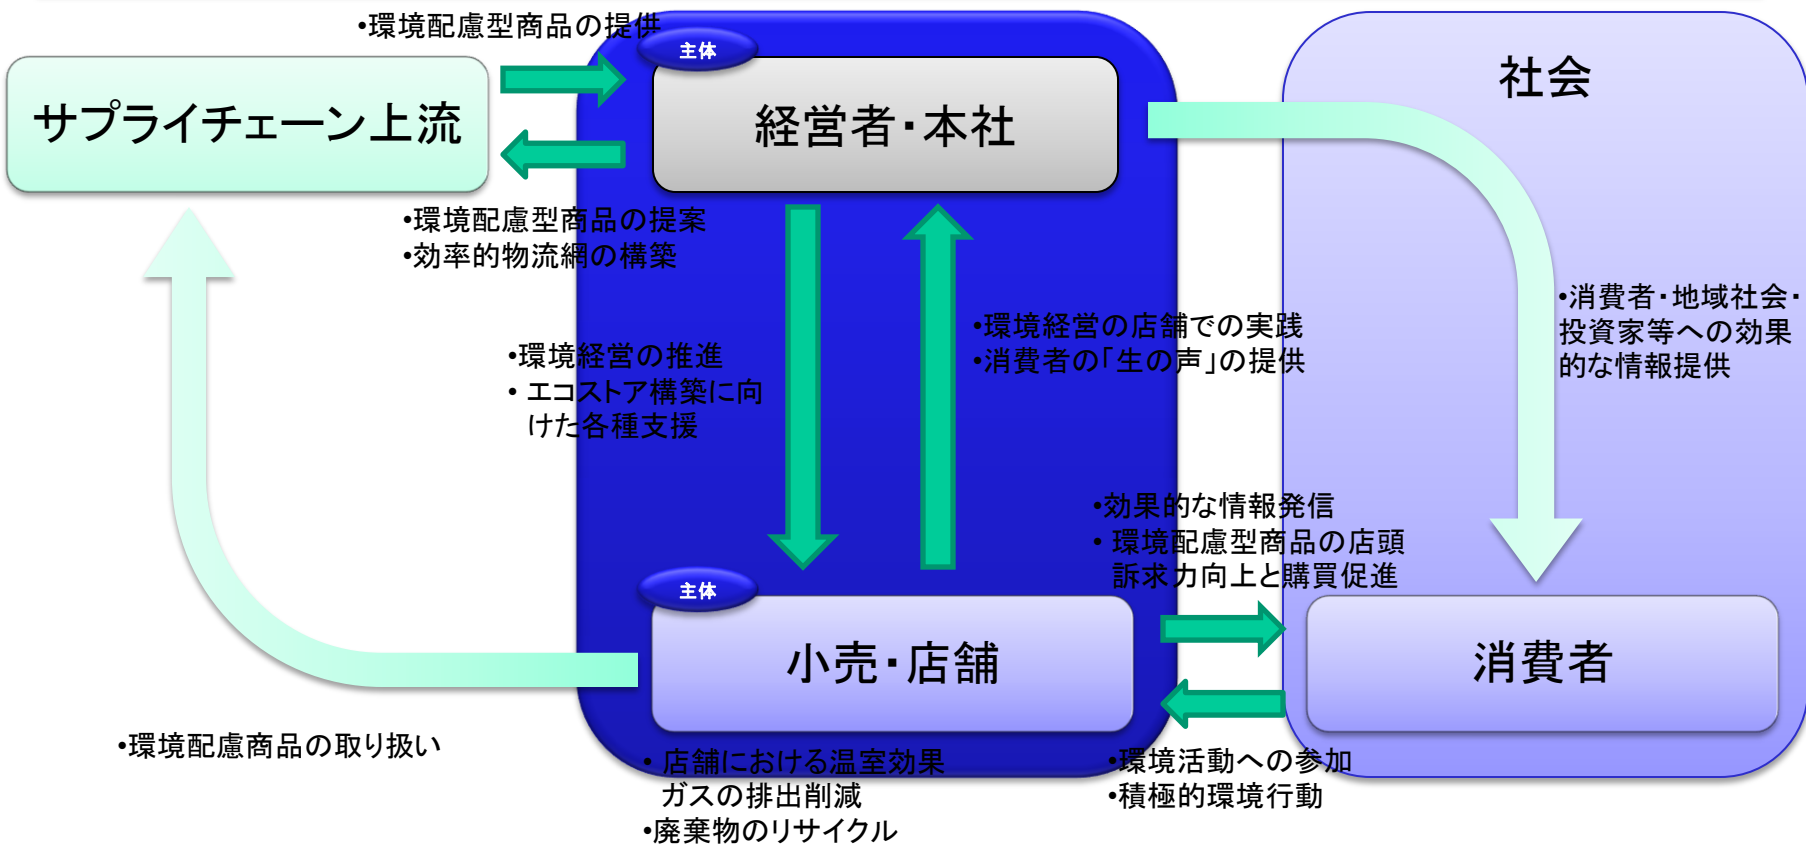 •環境配慮型商品の提供
主体
サプライチェーン上流
経営者・本社
社会
•環境配慮型商品の提案
•効率的物流網の構築
•環境経営の推進
• エコストア構築に向
けた各種支援
•環境経営の店舗での実践
•消費者の「生の声」の提供
•消費者・地域社会・
投資家等への効果
的な情報提供
•効果的な情報発信
• 環境配慮型商品の店頭
訴求力向上と購買促進
主体
小売・店舗
消費者
•環境配慮商品の取り扱い
• 店舗における温室効果
ガスの排出削減
•廃棄物のリサイクル
•環境活動への参加
•積極的環境行動